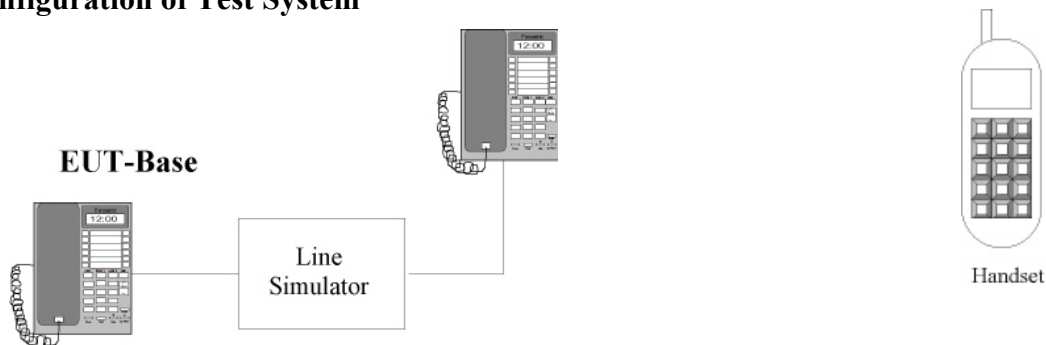 nfiguration of Test System
12:00
EUT-Base
12:00
Line
Simulator
Handset